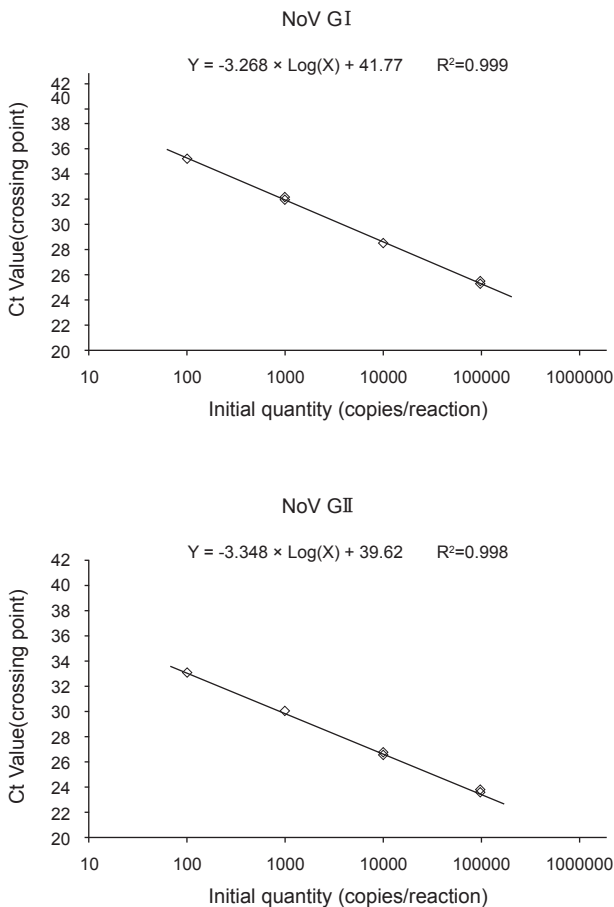 NoV GⅠ
Y = -3.268 × Log(X) + 41.77 R²=0.999
Ct Value(crossing point)
42
40
38
36
34
32
30
28
26
24
22
20
10 100 1000 10000 100000 1000000
Initial quantity (copies/reaction)
NoV GⅡ
Y = -3.348 × Log(X) + 39.62 R²=0.998
Ct Value(crossing point)
42
40
38
36
34
32
30
28
26
24
22
20
10 100 1000 10000 100000 1000000
Initial quantity (copies/reaction)